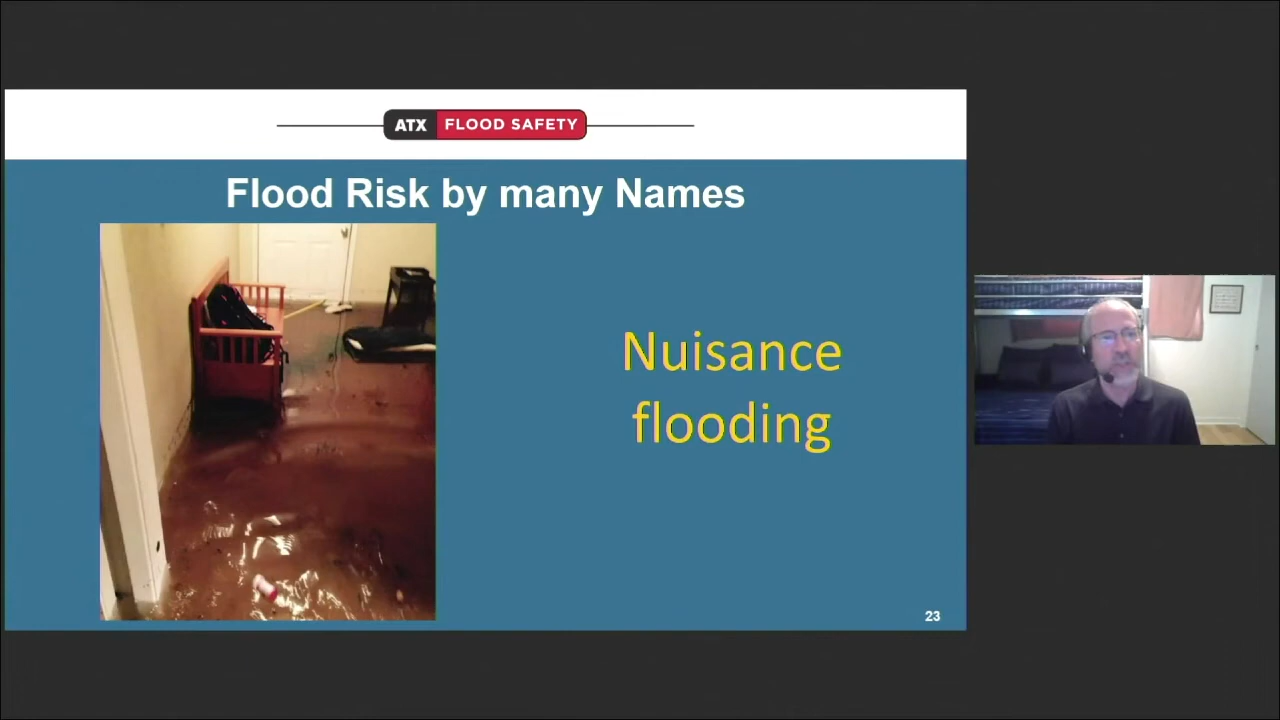 ATX FLOOD SAFETY
Flood Risk by many Names
Nuisance
flooding
23